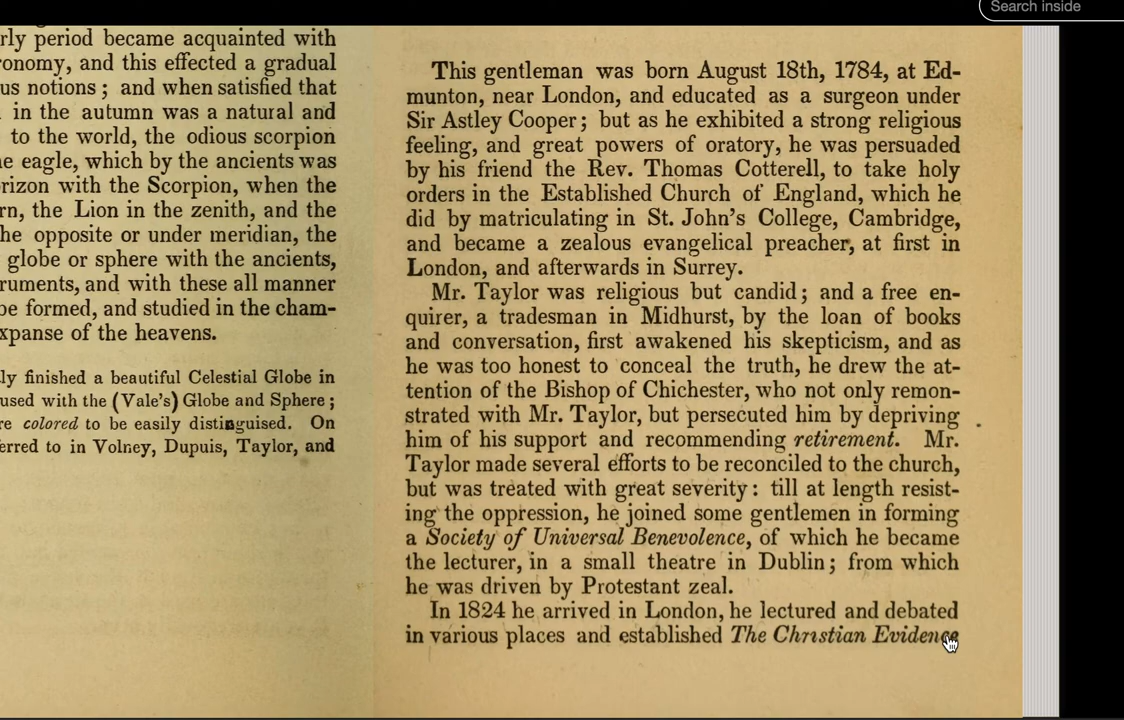 Search inside
rly period became acquainted with
ronomy, and this effected a gradual
us notions ; and when satisfied that
in the autumn was a natural and
to the world, the odious scorpion
e eagle, which by the ancients was
rizon with the Scorpion, when the
rn, the Lion in the zenith, and the
he opposite or under meridian, the
globe or sphere with the ancients,
ruments, and with these all manner
be formed, and studied in the cham-
xpanse of the heavens.
ly finished a beautiful Celestial Globe in
used with the (Vale's) Globe and Sphere ;
re colored to be easily distinguised. On
erred to in Volney, Dupuis, Taylor, and
This gentleman was born August 18th, 1784, at Ed-
munton, near London, and educated as a surgeon under
Sir Astley Cooper; but as he exhibited a strong religious
feeling, and great powers of oratory, he was persuaded
by his friend the Rev. Thomas Cotterell, to take holy
orders in the Established Church of England, which he
did by matriculating in St. John's College, Cambridge,
and became a zealous evangelical preacher, at first in
London, and afterwards in Surrey.
Mr. Taylor was religious but candid; and a free en-
quirer, a tradesman in Midhurst, by the loan of books
and conversation, first awakened his skepticism, and as
he was too honest to conceal the truth, he drew the at-
tention of the Bishop of Chichester, who not only remon-
strated with Mr. Taylor, but persecuted him by depriving
him of his support and recommending retirement. Mr.
Taylor made several efforts to be reconciled to the church,
but was treated with great severity: till at length resist-
ing the oppression, he joined some gentlemen in forming
a Society of Universal Benevolence, of which he became
the lecturer, in a small theatre in Dublin; from which
he was driven by Protestant zeal.
In 1824 he arrived in London, he lectured and debated
in various places and established The Christian Evidence